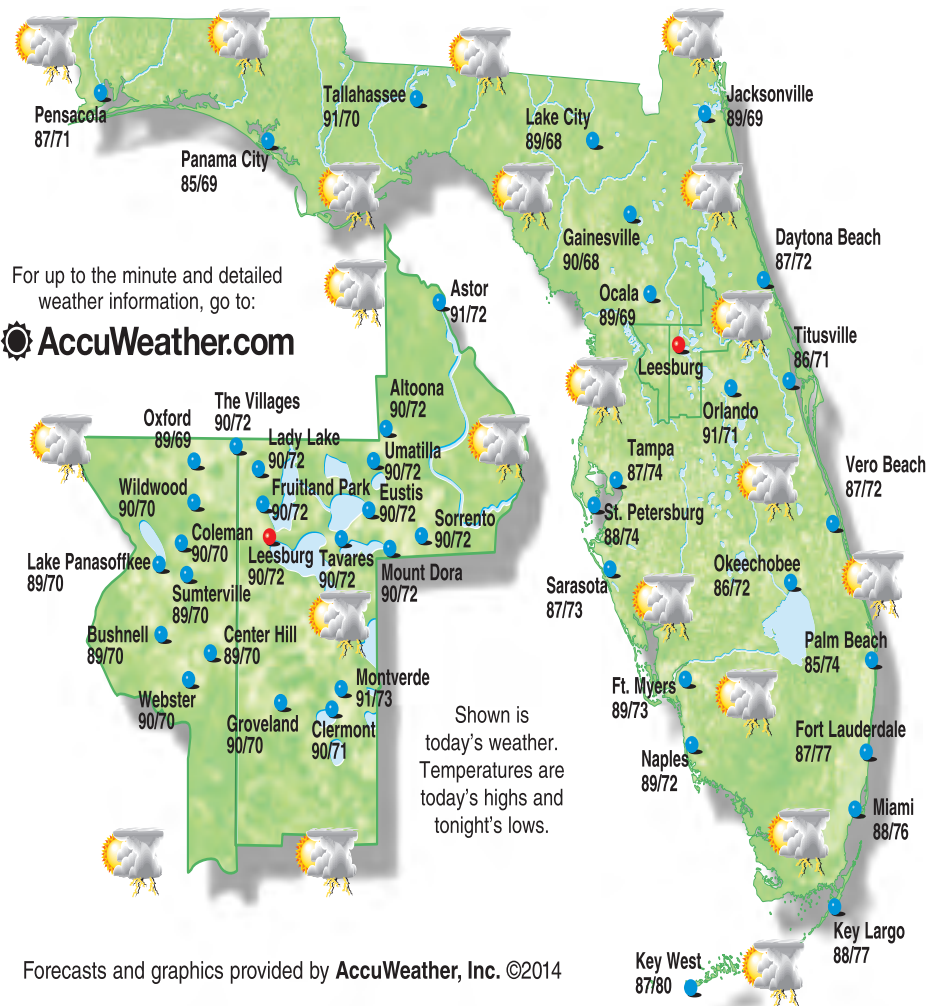 Pensacola
87/71
Tallahassee
91/70
Panama City
85/69
Lake City
89/68
Jacksonville
89/69
Gainesville
90/68
Daytona Beach
87/72
Ocala
89/69
Titusville
86/71
Leesburg
Orlando
91/71
Tampa
87/74
St. Petersburg
88/74
Vero Beach
87/72
Sarasota
87/73
Okeechobee
86/72
Palm Beach
85/74
Ft. Myers
89/73
Fort Lauderdale
87/77
Naples
89/72
Miami
88/76
Key Largo
88/77
Key West
87/80
For up to the minute and detailed
weather information, go to:
AccuWeather.com
Astor
91/72
Altoona
90/72
The Villages
90/72
Oxford
89/69
Lady Lake
90/72
Umatilla
90/72
Wildwood
90/70
Fruitland Park
90/72
Eustis
90/72
Coleman
90/70
Sorrento
90/72
Lake Panasoffkee
89/70
Leesburg
90/72
Tavares
90/72
Mount Dora
90/72
Sumterville
89/70
Bushnell
89/70
Center Hill
89/70
Webster
90/70
Montverde
91/73
Groveland
90/70
Clermont
90/71
Shown is
today's weather.
Temperatures are
today's highs and
tonight's lows.
Forecasts and graphics provided by AccuWeather, Inc. ©2014